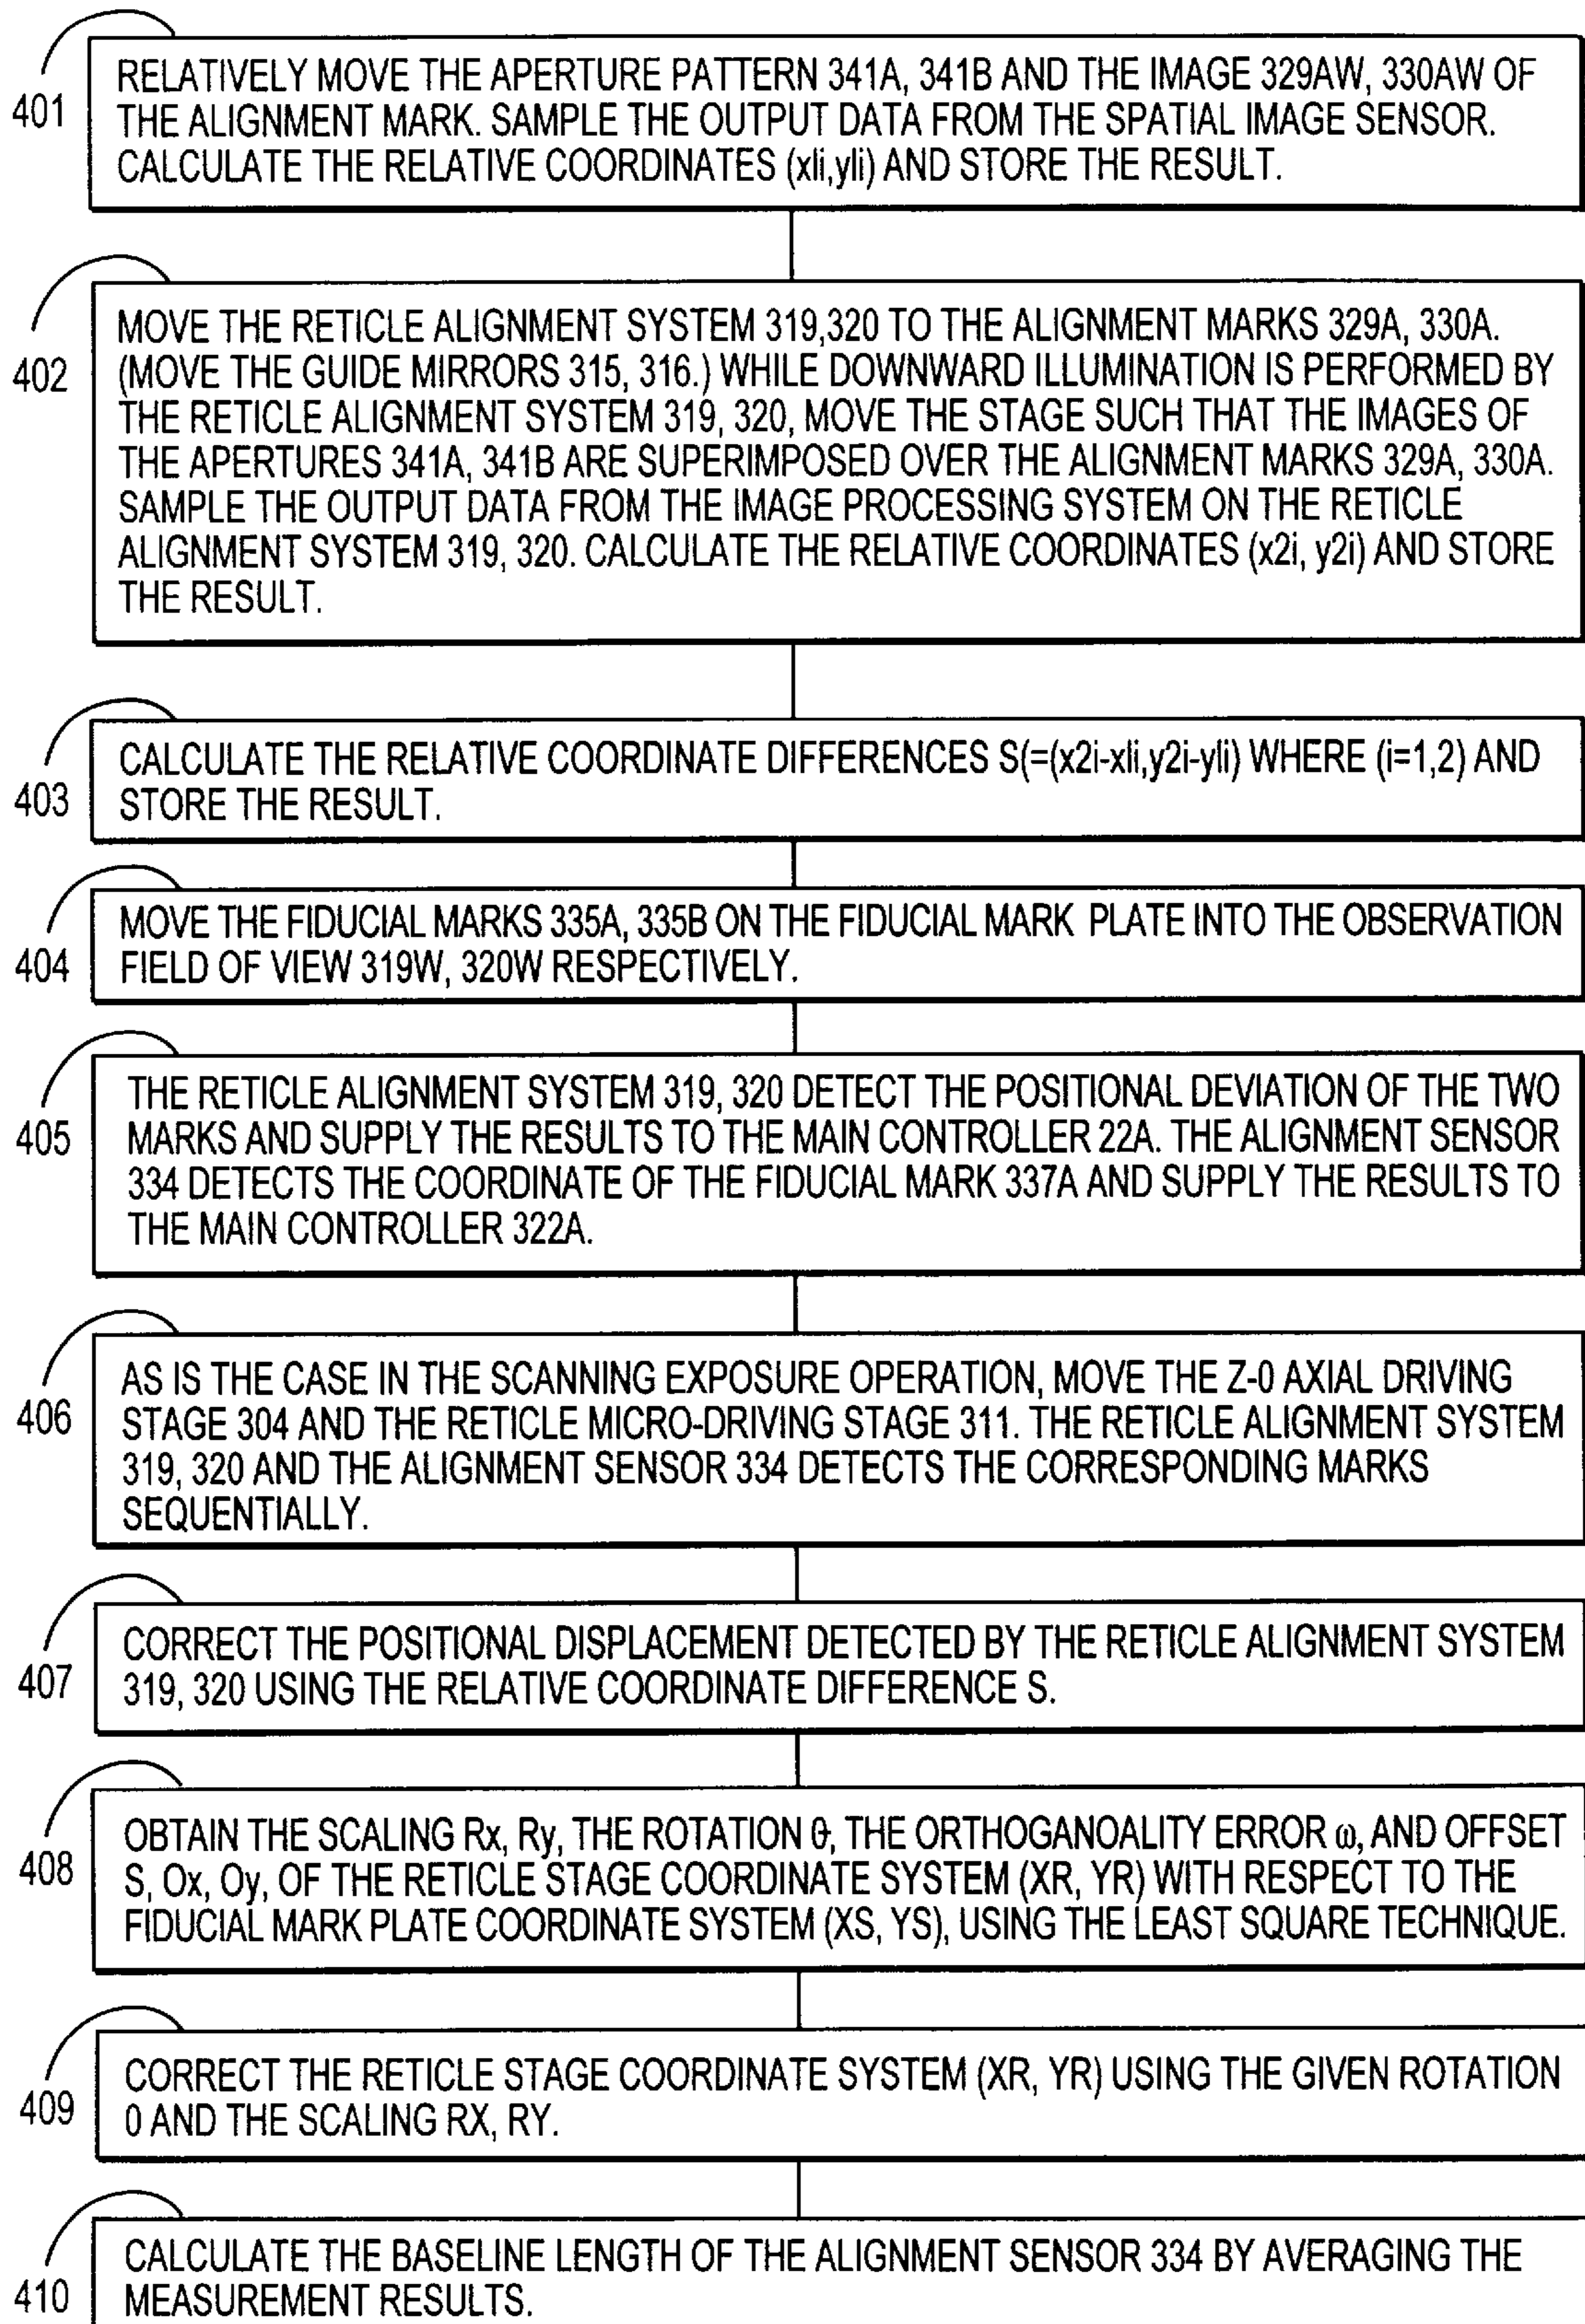 401
RELATIVELY MOVE THE APERTURE PATTERN 341A, 341B AND THE IMAGE 329AW, 330AW OF
THE ALIGNMENT MARK. SAMPLE THE OUTPUT DATA FROM THE SPATIAL IMAGE SENSOR.
CALCULATE THE RELATIVE COORDINATES (xli,yli) AND STORE THE RESULT.
402
MOVE THE RETICLE ALIGNMENT SYSTEM 319,320 TO THE ALIGNMENT MARKS 329A, 330A.
(MOVE THE GUIDE MIRRORS 315, 316.) WHILE DOWNWARD ILLUMINATION IS PERFORMED BY
THE RETICLE ALIGNMENT SYSTEM 319, 320, MOVE THE STAGE SUCH THAT THE IMAGES OF
THE APERTURES 341A, 341B ARE SUPERIMPOSED OVER THE ALIGNMENT MARKS 329A, 330A.
SAMPLE THE OUTPUT DATA FROM THE IMAGE PROCESSING SYSTEM ON THE RETICLE
ALIGNMENT SYSTEM 319, 320. CALCULATE THE RELATIVE COORDINATES (x2i, y2i) AND STORE
THE RESULT.
403
CALCULATE THE RELATIVE COORDINATE DIFFERENCES S(=(x2i-xli,y2i-yli) WHERE (i=1,2) AND
STORE THE RESULT.
404
MOVE THE FIDUCIAL MARKS 335A, 335B ON THE FIDUCIAL MARK PLATE INTO THE OBSERVATION
FIELD OF VIEW 319W, 320W RESPECTIVELY.
405
THE RETICLE ALIGNMENT SYSTEM 319, 320 DETECT THE POSITIONAL DEVIATION OF THE TWO
MARKS AND SUPPLY THE RESULTS TO THE MAIN CONTROLLER 22A. THE ALIGNMENT SENSOR
334 DETECTS THE COORDINATE OF THE FIDUCIAL MARK 337A AND SUPPLY THE RESULTS TO
THE MAIN CONTROLLER 322A.
406
AS IS THE CASE IN THE SCANNING EXPOSURE OPERATION, MOVE THE Z-0 AXIAL DRIVING
STAGE 304 AND THE RETICLE MICRO-DRIVING STAGE 311. THE RETICLE ALIGNMENT SYSTEM
319, 320 AND THE ALIGNMENT SENSOR 334 DETECTS THE CORRESPONDING MARKS
SEQUENTIALLY.
407
CORRECT THE POSITIONAL DISPLACEMENT DETECTED BY THE RETICLE ALIGNMENT SYSTEM
319, 320 USING THE RELATIVE COORDINATE DIFFERENCE S.
408
OBTAIN THE SCALING Rx, Ry, THE ROTATION θ, THE ORTHOGANOALITY ERROR ω, AND OFFSET
S, Ox, Oy, OF THE RETICLE STAGE COORDINATE SYSTEM (XR, YR) WITH RESPECT TO THE
FIDUCIAL MARK PLATE COORDINATE SYSTEM (XS, YS), USING THE LEAST SQUARE TECHNIQUE.
409
CORRECT THE RETICLE STAGE COORDINATE SYSTEM (XR, YR) USING THE GIVEN ROTATION
0 AND THE SCALING RX, RY.
410
CALCULATE THE BASELINE LENGTH OF THE ALIGNMENT SENSOR 334 BY AVERAGING THE
MEASUREMENT RESULTS.